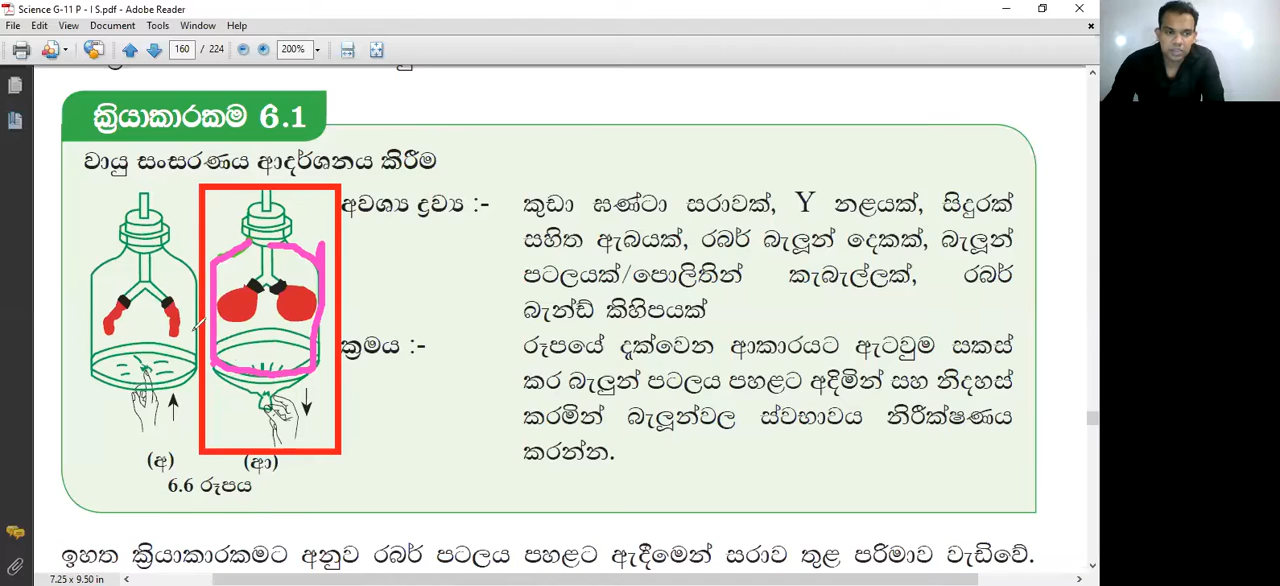 Science G-11 P - I S.pdf - Adobe Reader
File Edit View Document Tools Window Help
160 / 224 200%
ක්‍රියාකාරකම 6.1
වායු සංසරණය ආදර්ශනය කිරීම
අවශ්‍ය ද්‍රව්‍ය :- කුඩා ඝණ්ටා සරාවක්, Y නළයක්, සිදුරක්
සහිත ඇබයක්, රබර් බැලූන් දෙකක්, බැලූන්
පටලයක්/පොලිතින් කැබැල්ලක්, රබර්
බෑන්ඩ් කිහිපයක්
ක්‍රමය :- රූපයේ දැක්වෙන ආකාරයට ඇටවුම සකස්
කර බැලුන් පටලය පහළට අදිමින් සහ නිදහස්
කරමින් බැලූන්වල ස්වභාවය නිරීක්ෂණය
කරන්න.
(අ) (ආ)
6.6 රූපය
ඉහත ක්‍රියාකාරකමට අනුව රබර් පටලය පහළට ඇදීමෙන් සරාව තුළ පරිමාව වැඩිවේ.
7.25 x 9.50 in